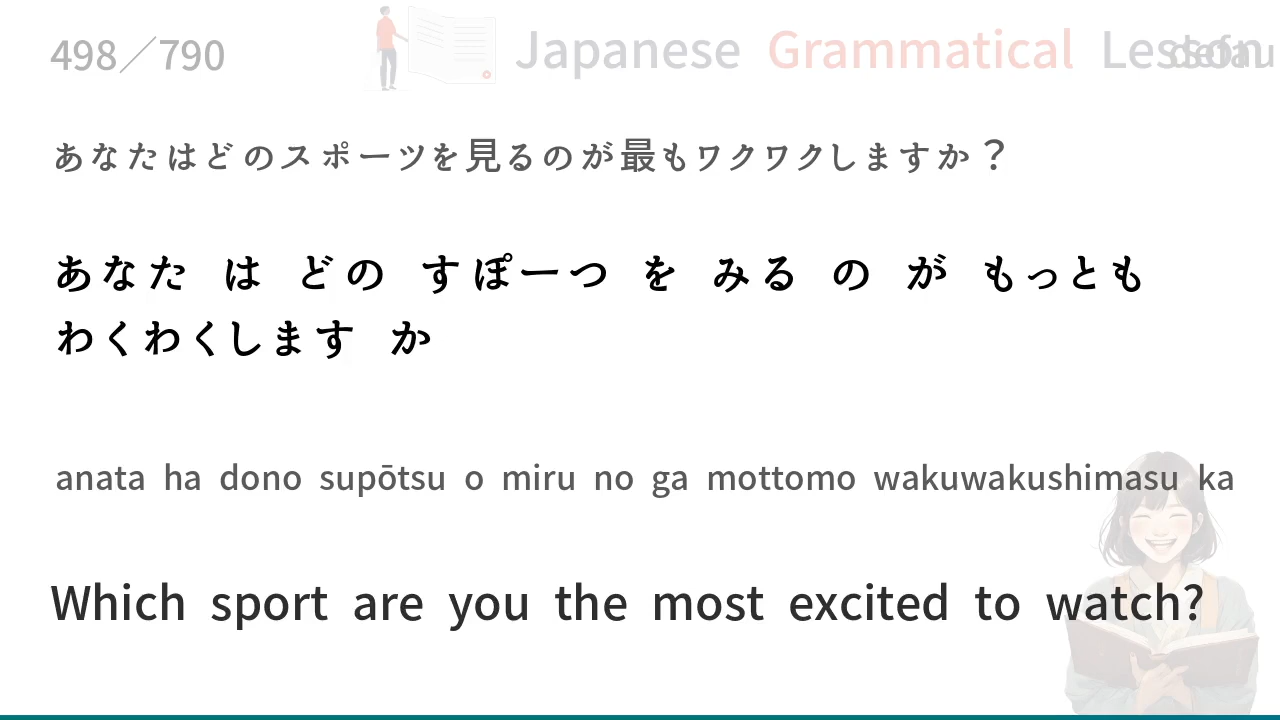 498／790
Japanese Grammatical Lesson
defau
あなたはどのスポーツを見るのが最もワクワクしますか？
あなた は どの すぽーつ を みる の が もっとも
わくわくします か
anata ha dono supōtsu o miru no ga mottomo wakuwakushimasu ka
Which sport are you the most excited to watch?